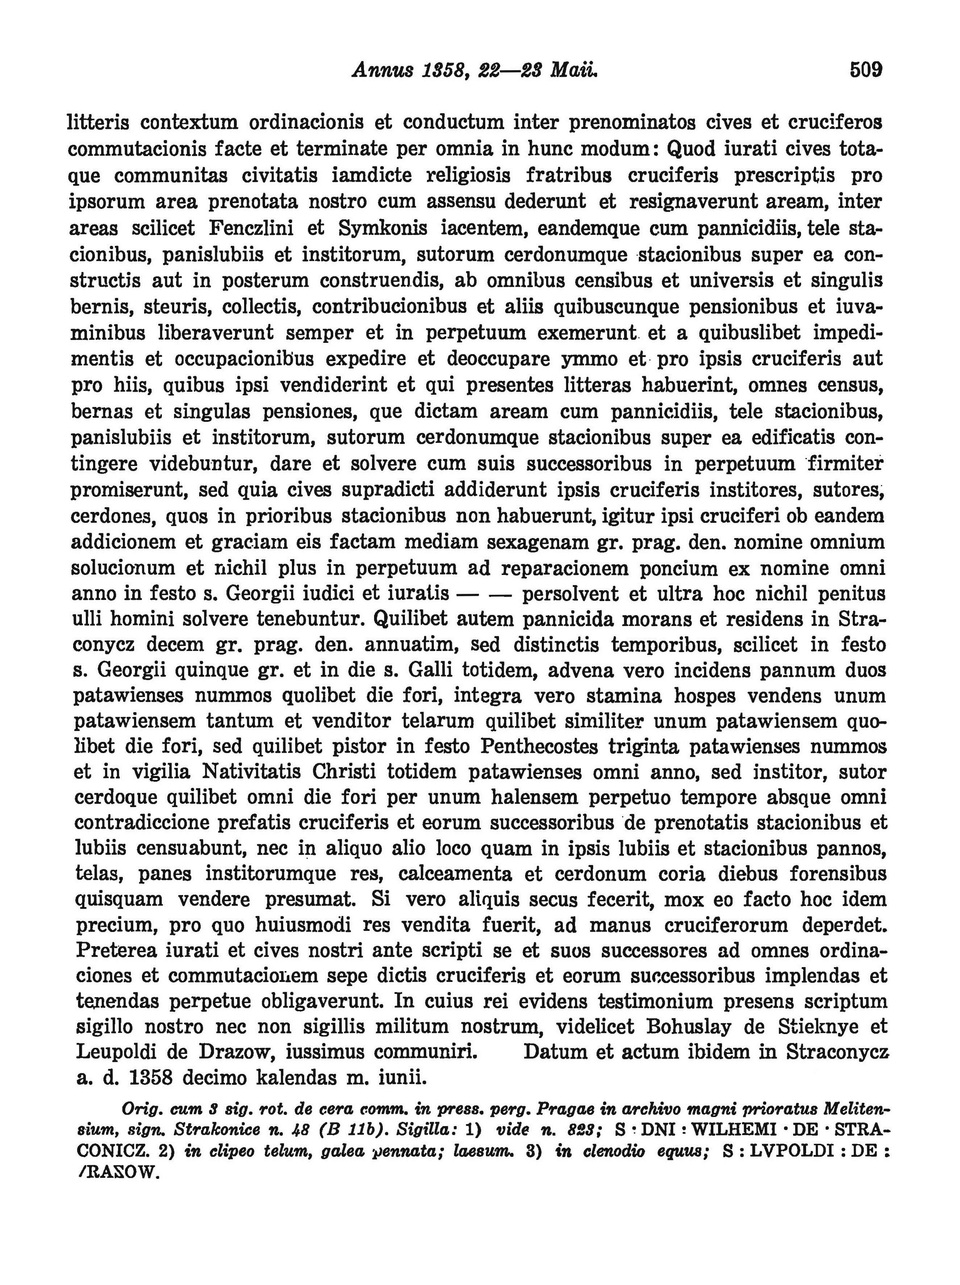 Annus 1358, 22—23 Maii. 509
litteris contextum ordinacionis et conductum inter prenominatos cives et cruciferos
commutacionis facte et terminate per omnia in hunc modum: Quod iurati cives tota-
que communitas civitatis iamdicte religiosis fratribus cruciferis prescriptis pro
ipsorum area prenotata nostro cum assensu dederunt et resignaverunt aream, inter
areas scilicet Fenczlini et Symkonis iacentem, eandemque cum pannicidiis, tele sta-
cionibus, panislubiis et institorum, sutorum cerdonumque stacionibus super ea con-
structis aut in posterum construendis, ab omnibus censibus et universis et singulis
bernis, steuris, collectis, contribucionibus et aliis quibuscunque pensionibus et iuva-
minibus liberaverunt semper et in perpetuum exemerunt et a quibuslibet impedi-
mentis et occupacionibus expedire et deoccupare ymmo et pro ipsis cruciferis aut
pro hiis, quibus ipsi vendiderint et qui presentes litteras habuerint, omnes census,
bernas et singulas pensiones, que dictam aream cum pannicidiis, tele stacionibus,
panislubiis et institorum, sutorum cerdonumque stacionibus super ea edificatis con-
tingere videbuntur, dare et solvere cum suis successoribus in perpetuum firmiter
promiserunt, sed quia cives supradicti addiderunt ipsis cruciferis institores, sutores,
cerdones, quos in prioribus stacionibus non habuerunt, igitur ipsi cruciferi ob eandem
addicionem et graciam eis factam mediam sexagenam gr. prag. den. nomine omnium
solucionum et nichil plus in perpetuum ad reparacionem poncium ex nomine omni
anno in festo s. Georgii iudici et iuratis — — persolvent et ultra hoc nichil penitus
ulli homini solvere tenebuntur. Quilibet autem pannicida morans et residens in Stra-
conycz decem gr. prag. den. annuatim, sed distinctis temporibus, scilicet in festo
s. Georgii quinque gr. et in die s. Galli totidem, advena vero incidens pannum duos
patawienses nummos quolibet die fori, integra vero stamina hospes vendens unum
patawiensem tantum et venditor telarum quilibet similiter unum patawiensem quo-
libet die fori, sed quilibet pistor in festo Penthecostes triginta patawienses nummos
et in vigilia Nativitatis Christi totidem patawienses omni anno, sed institor, sutor
cerdoque quilibet omni die fori per unum halensem perpetuo tempore absque omni
contradiccione prefatis cruciferis et eorum successoribus de prenotatis stacionibus et
lubiis censuabunt, nec in aliquo alio loco quam in ipsis lubiis et stacionibus pannos,
telas, panes institorumque res, calceamenta et cerdonum coria diebus forensibus
quisquam vendere presumat. Si vero aliquis secus fecerit, mox eo facto hoc idem
precium, pro quo huiusmodi res vendita fuerit, ad manus cruciferorum deperdet.
Preterea iurati et cives nostri ante scripti se et suos successores ad omnes ordina-
ciones et commutacionem sepe dictis cruciferis et eorum successoribus implendas et
tenendas perpetue obligaverunt. In cuius rei evidens testimonium presens scriptum
sigillo nostro nec non sigillis militum nostrum, videlicet Bohuslay de Stieknye et
Leupoldi de Drazow, iussimus communiri. Datum et actum ibidem in Straconycz
a. d. 1358 decimo kalendas m. iunii.
Orig. cum 3 sig. rot. de cera comm. in press. perg. Pragae in archivo magni prioratus Meliten-
sium, sign. Strakonice n. 48 (B 11b). Sigilla: 1) vide n. 823; S : DNI : WILHEMI · DE · STRA-
CONICZ. 2) in clipeo telum, galea pennata; laesum. 3) in clenodio equus; S : LVPOLDI : DE :
/RASOW.